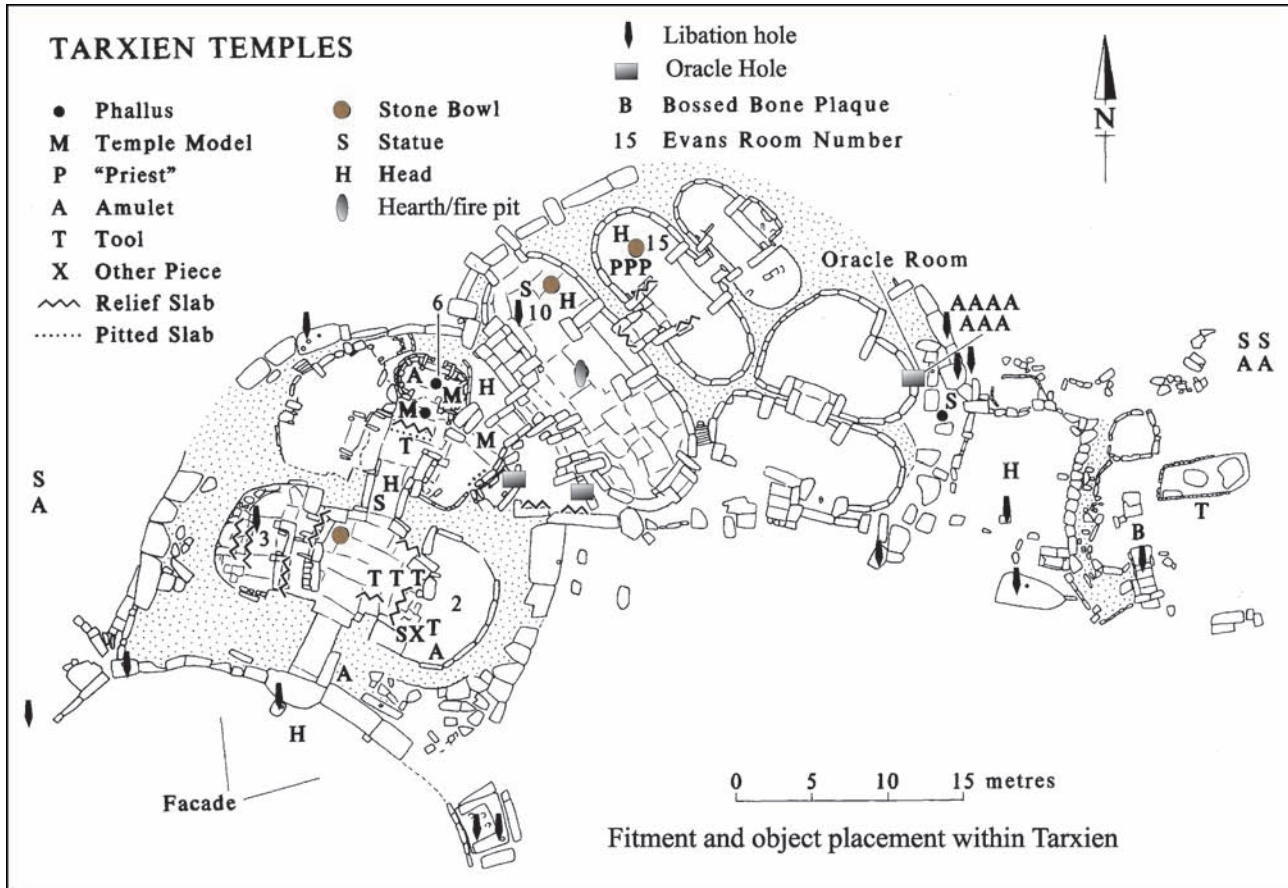 TARXIEN TEMPLES
Phallus
M Temple Model
P "Priest"
A Amulet
T Tool
X Other Piece
Relief Slab
Pitted Slab
Stone Bowl
S Statue
H Head
Hearth/fire pit
Libation hole
Oracle Hole
B Bossed Bone Plaque
15 Evans Room Number
N
Oracle Room
H
15
PPP
S
H
10
6
AAAA
AAA
S S
A A
A
M
H
M
T
M
S
H
H
S
S
A
T
B
3
T T T
2
S X T
A
A
H
Facade
0 5 10 15 metres
Fitment and object placement within Tarxien